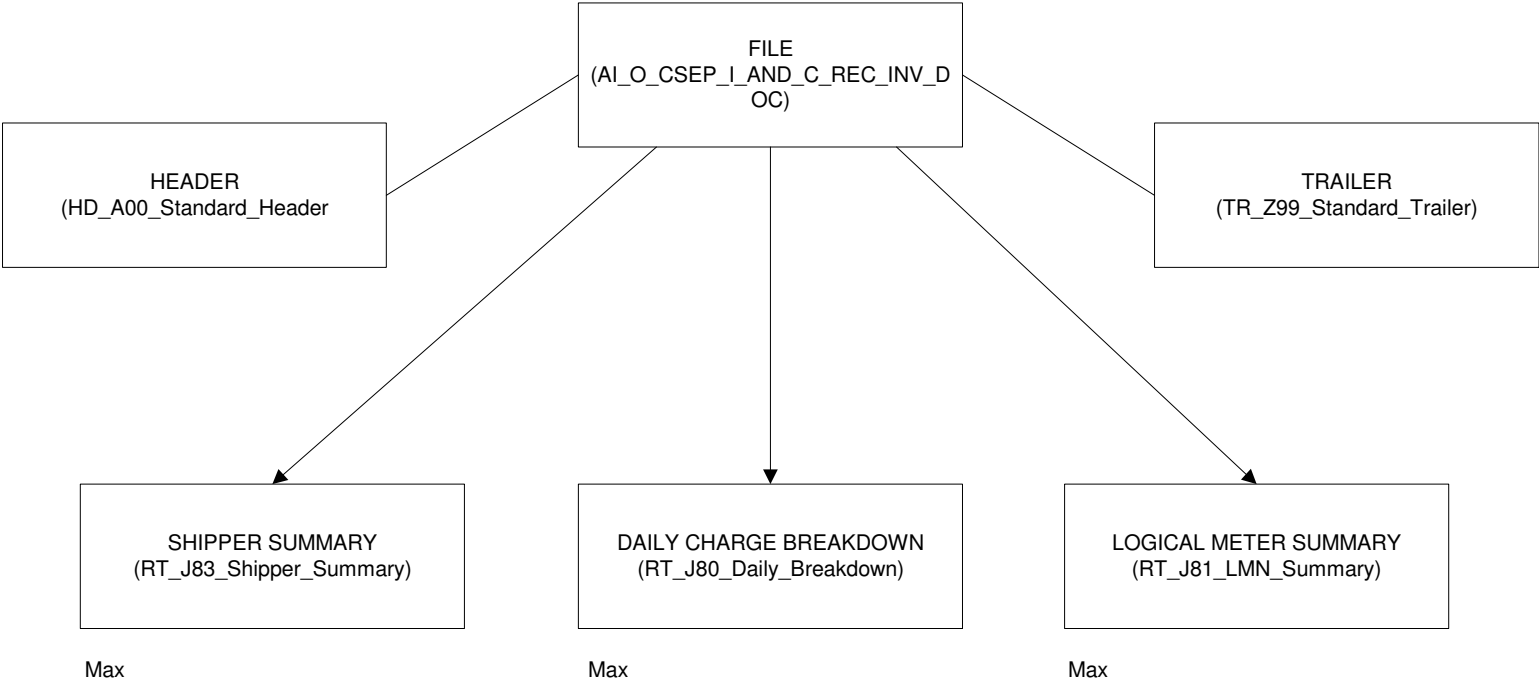 FILE
(AI_O_CSEP_I_AND_C_REC_INV_D
OC)
HEADER
(HD_A00_Standard_Header
TRAILER
(TR_Z99_Standard_Trailer)
SHIPPER SUMMARY
(RT_J83_Shipper_Summary)
DAILY CHARGE BREAKDOWN
(RT_J80_Daily_Breakdown)
LOGICAL METER SUMMARY
(RT_J81_LMN_Summary)
Max
Max
Max